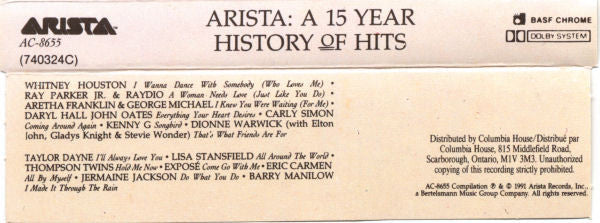 ARISTA
AC-8655
(740324C)
ARISTA: A 15 YEAR
HISTORY OF HITS
BASF CHROME
DOLBY SYSTEM
WHITNEY HOUSTON I Wanna Dance With Somebody (Who Loves Me) •
RAY PARKER JR. & RAYDIO A Woman Needs Love (Just Like You Do) •
ARETHA FRANKLIN & GEORGE MICHAEL I Knew You Were Waiting (For Me) •
DARYL HALL JOHN OATES Everything Your Heart Desires • CARLY SIMON
Coming Around Again • KENNY G Songbird • DIONNE WARWICK (with Elton
John, Gladys Knight & Stevie Wonder) That's What Friends Are For
TAYLOR DAYNE I'll Always Love You • LISA STANSFIELD All Around The World •
THOMPSON TWINS Hold Me Now • EXPOSÉ Come Go With Me • ERIC CARMEN
All By Myself • JERMAINE JACKSON Do What You Do • BARRY MANILOW
I Made It Through The Rain
Distributed by Columbia House/Distribué par
Columbia House, 815 Middlefield Road,
Scarborough, Ontario, M1V 3M3. Unauthorized
copying of this recording strictly prohibited.
AC-8655 Compilation ℗ & © 1991 Arista Records, Inc.,
a Bertelsmann Music Group Company. All rights reserved.